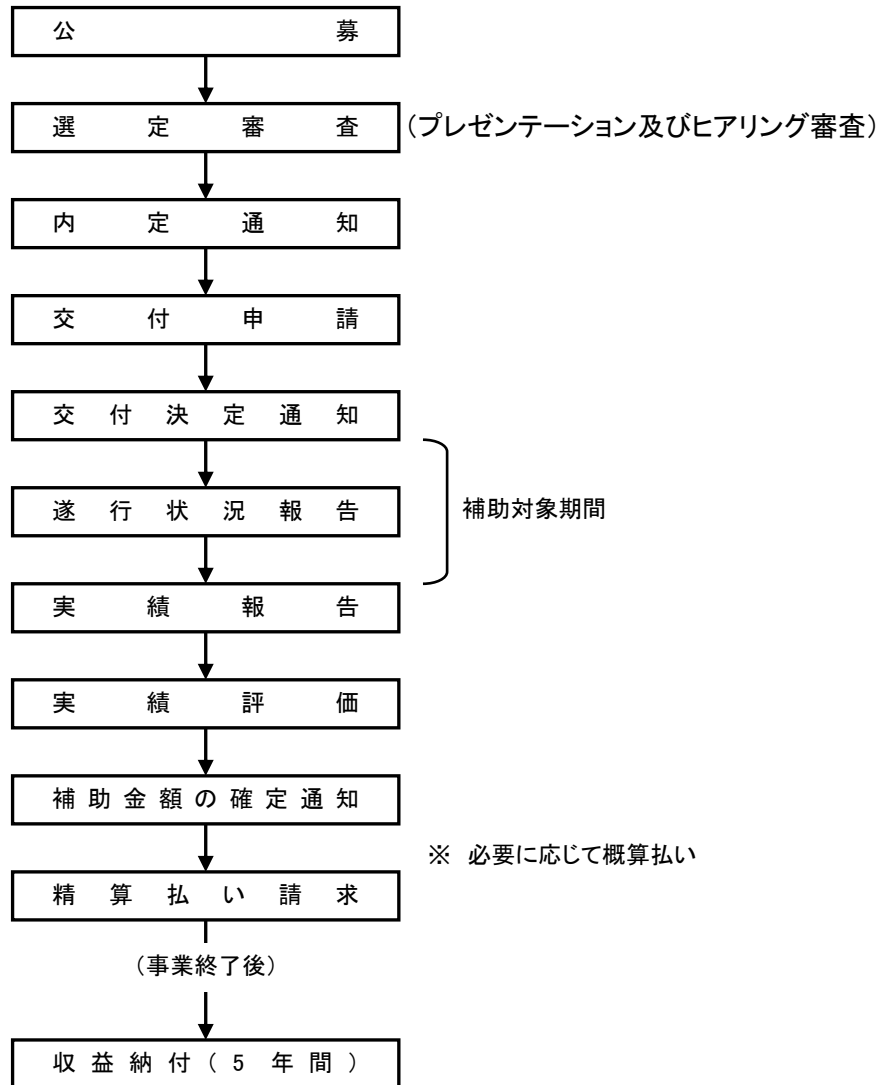 公募
選定審査
（プレゼンテーション及びヒアリング審査）
内定通知
交付申請
交付決定通知
遂行状況報告
補助対象期間
実績報告
実績評価
補助金額の確定通知
※ 必要に応じて概算払い
精算払い請求
（事業終了後）
収益納付（5年間）